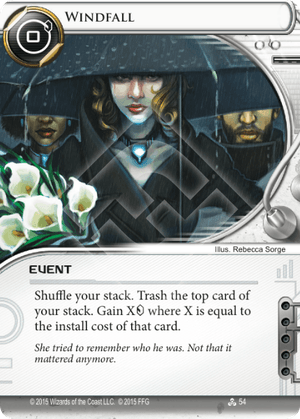 0
WINDFALL
Illus. Rebecca Sorge
EVENT
Shuffle your stack. Trash the top card of
your stack. Gain X where X is equal to
the install cost of that card.
She tried to remember who he was. Not that it
mattered anymore.
© 2015 Wizards of the Coast LLC. © 2015 FFG 54